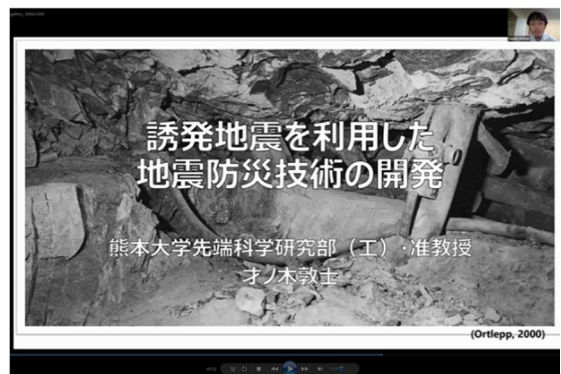 誘発地震を利用した
地震防災技術の開発
熊本大学先端科学研究部（工）・准教授
才ノ木敦士
(Ortlepp, 2000)